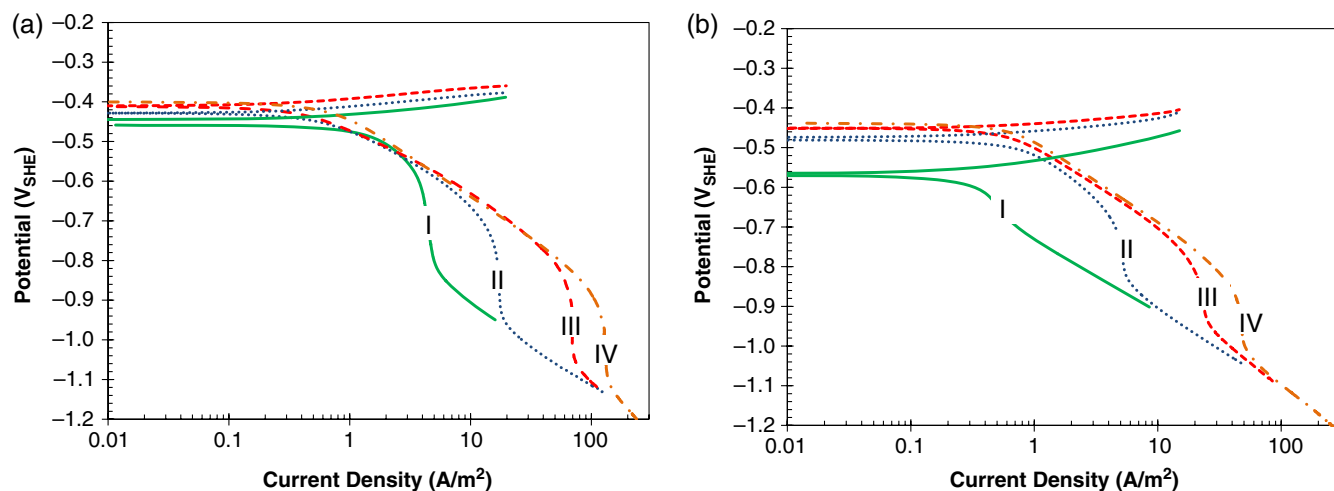 (a)
−0.2
−0.3
−0.4
−0.5
−0.6
−0.7
−0.8
−0.9
−1.0
−1.1
−1.2
Potential (V_SHE)
I
II
III
IV
0.01 0.1 1 10 100
Current Density (A/m²)
(b)
−0.2
−0.3
−0.4
−0.5
−0.6
−0.7
−0.8
−0.9
−1.0
−1.1
−1.2
Potential (V_SHE)
I
II
III
IV
0.01 0.1 1 10 100
Current Density (A/m²)